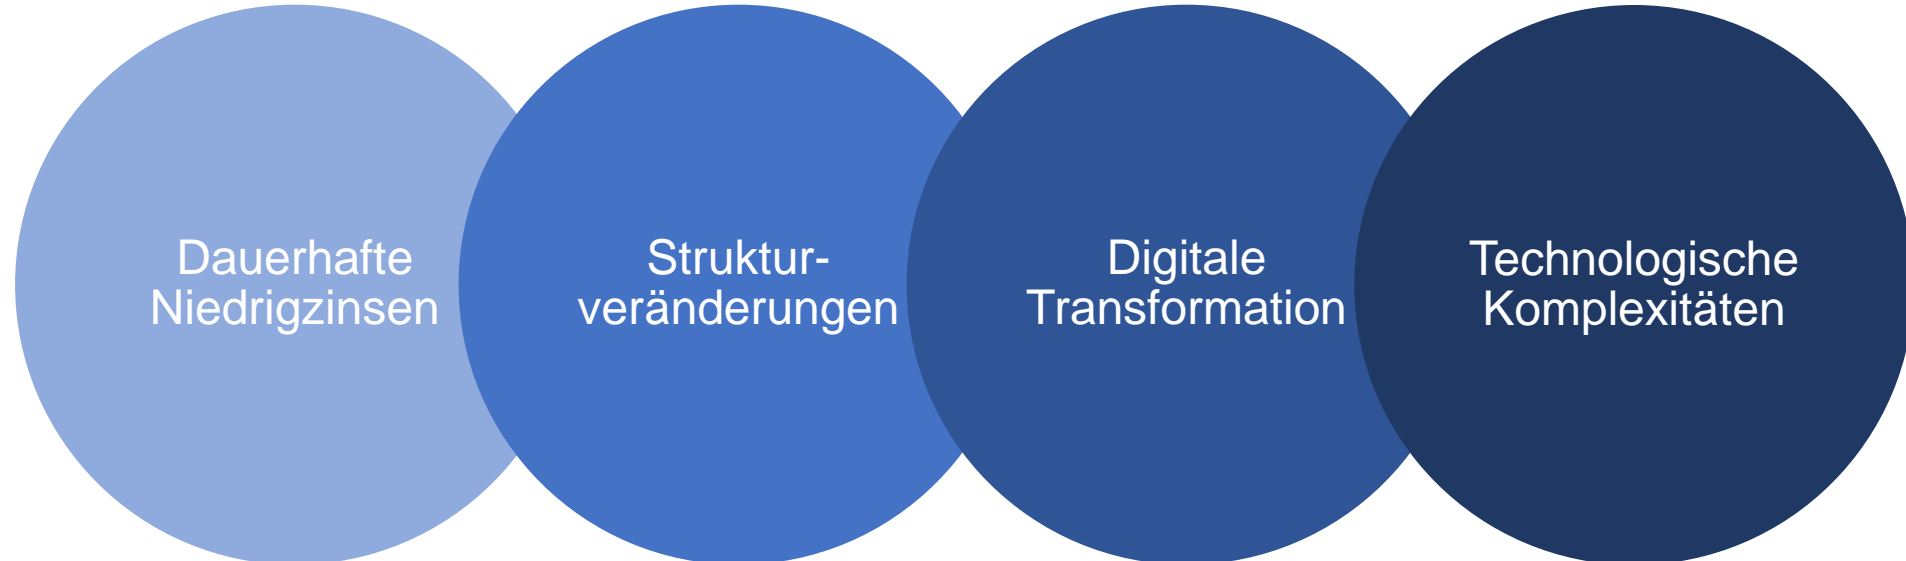 Dauerhafte
Niedrigzinsen
Struktur-
veränderungen
Digitale
Transformation
Technologische
Komplexitäten